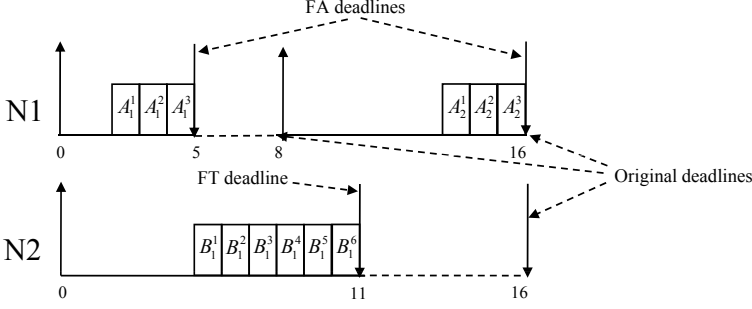 FA deadlines
N1
A₁¹ A₁² A₁³ A₂¹ A₂² A₂³
0 5 8 16
FT deadline
Original deadlines
N2
B₁¹ B₁² B₁³ B₁⁴ B₁⁵ B₁⁶
0 11 16